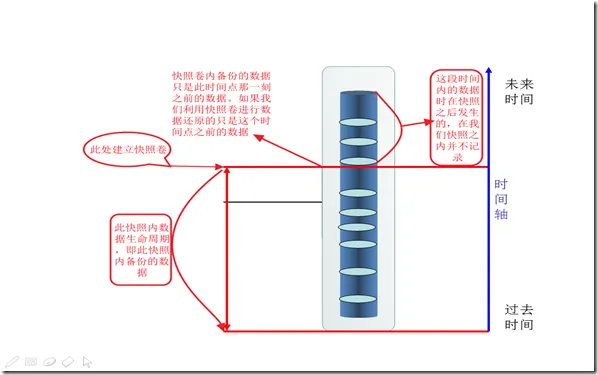 快照卷内备份的数据
只是此时间点那一刻
之前的数据。如果我
们利用快照卷进行数
据还原的只是这个时
间点之前的数据
这段时间
内的数据
时在快照
之后发生
的，在我
们快照之
内并不记
录
未来
时间
此处建立快照卷
时
间
轴
此快照内数
据生命周期
，即此快照
内备份的数
据
过去
时间